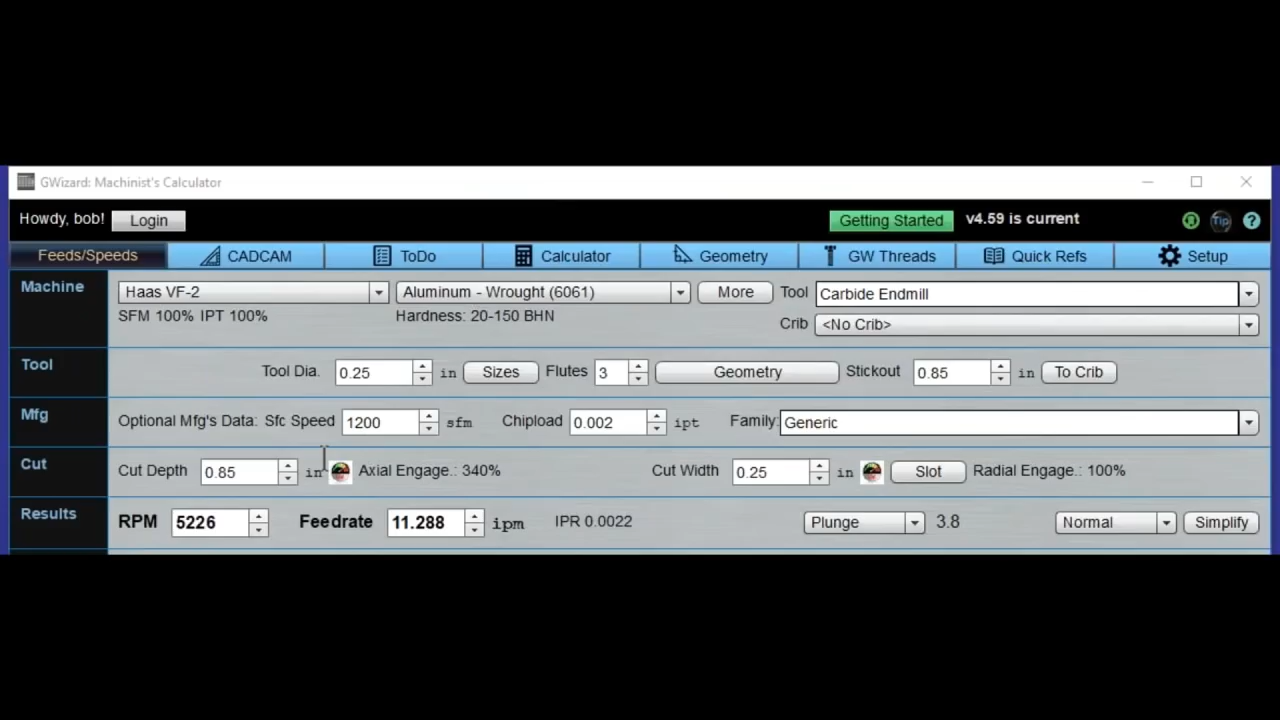 GWizard: Machinist's Calculator
Howdy, bob! Login Getting Started v4.59 is current Tip ?
Feeds/Speeds CADCAM ToDo Calculator Geometry GW Threads Quick Refs Setup
Machine Haas VF-2 Aluminum - Wrought (6061) More Tool Carbide Endmill
SFM 100% IPT 100% Hardness: 20-150 BHN Crib <No Crib>
Tool Tool Dia. 0.25 in Sizes Flutes 3 Geometry Stickout 0.85 in To Crib
Mfg Optional Mfg's Data: Sfc Speed 1200 sfm Chipload 0.002 ipt Family: Generic
Cut Cut Depth 0.85 in Axial Engage.: 340% Cut Width 0.25 in Slot Radial Engage.: 100%
Results RPM 5226 Feedrate 11.288 ipm IPR 0.0022 Plunge 3.8 Normal Simplify